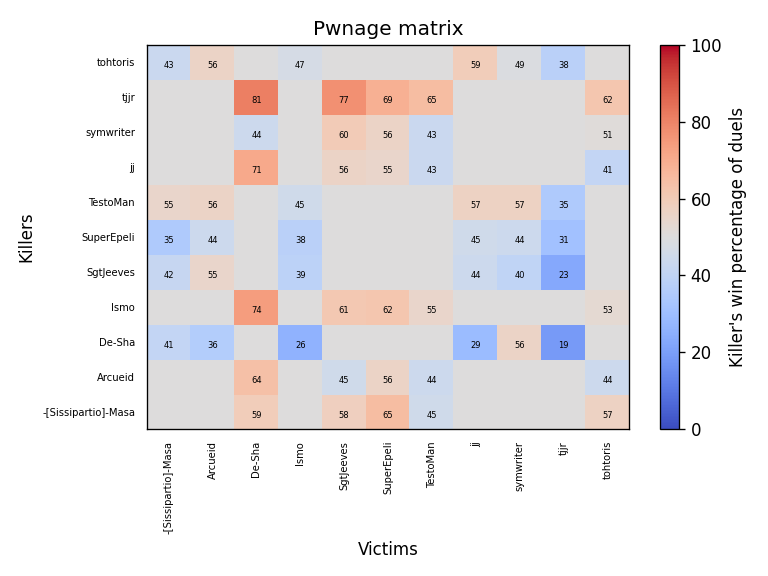 Pwnage matrix
tohtoris 43 56 47 59 49 38
tjjr 81 77 69 65 62
symwriter 44 60 56 43 51
jj 71 56 55 43 41
TestoMan 55 56 45 57 57 35
SuperEpeli 35 44 38 45 44 31
SgtJeeves 42 55 39 44 40 23
Ismo 74 61 62 55 53
De-Sha 41 36 26 29 56 19
Arcueid 64 45 56 44 44
-[Sissipartio]-Masa 59 58 65 45 57
-[Sissipartio]-Masa
Arcueid
De-Sha
Ismo
SgtJeeves
SuperEpeli
TestoMan
jj
symwriter
tjjr
tohtoris
Victims
Killers
100
80
60
40
20
0
Killer's win percentage of duels